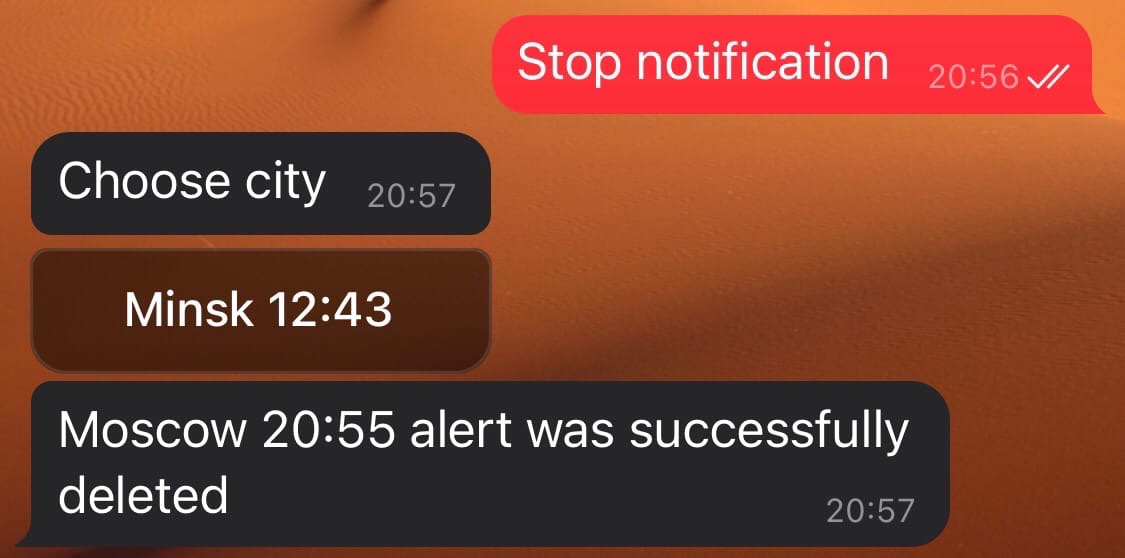 Stop notification 20:56
Choose city 20:57
Minsk 12:43
Moscow 20:55 alert was successfully
deleted 20:57